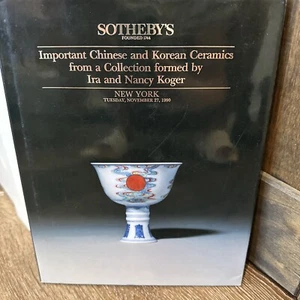 SOTHEBY'S
FOUNDED 1744
Important Chinese and Korean Ceramics
from a Collection formed by
Ira and Nancy Koger
NEW YORK
TUESDAY, NOVEMBER 27, 1990